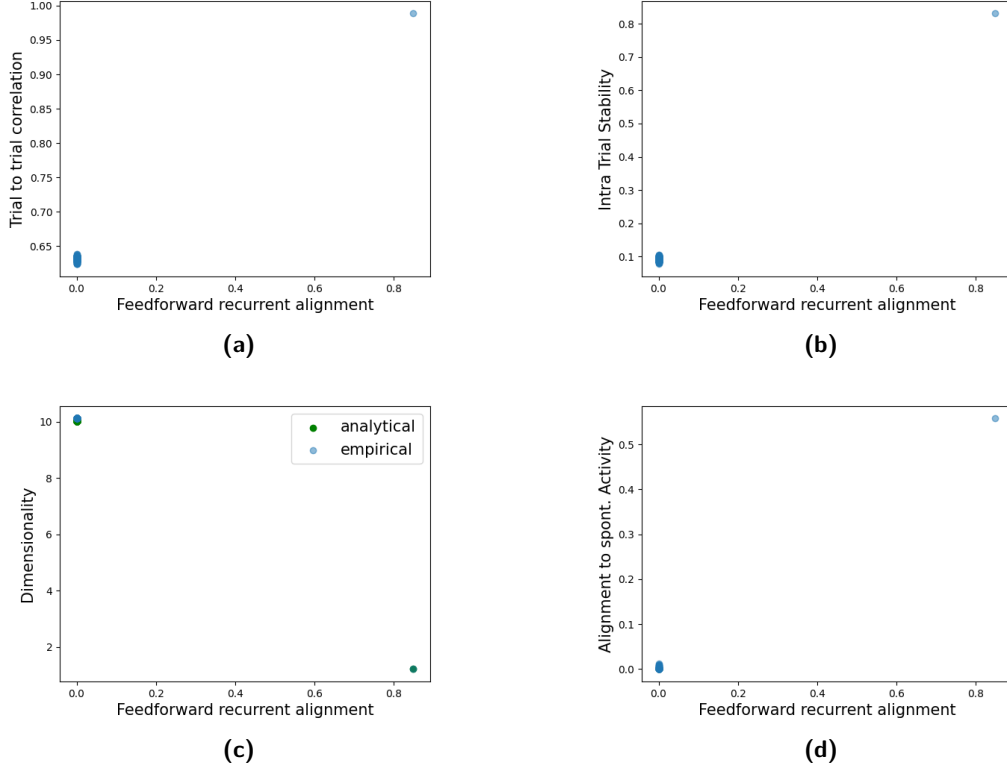 1.00
0.95
0.90
0.85
0.80
0.75
0.70
0.65
Trial to trial correlation
0.0 0.2 0.4 0.6 0.8
Feedforward recurrent alignment
(a)
0.8
0.7
0.6
0.5
0.4
0.3
0.2
0.1
Intra Trial Stability
0.0 0.2 0.4 0.6 0.8
Feedforward recurrent alignment
(b)
10
8
6
4
2
Dimensionality
analytical
empirical
0.0 0.2 0.4 0.6 0.8
Feedforward recurrent alignment
(c)
0.5
0.4
0.3
0.2
0.1
0.0
Alignment to spont. Activity
0.0 0.2 0.4 0.6 0.8
Feedforward recurrent alignment
(d)